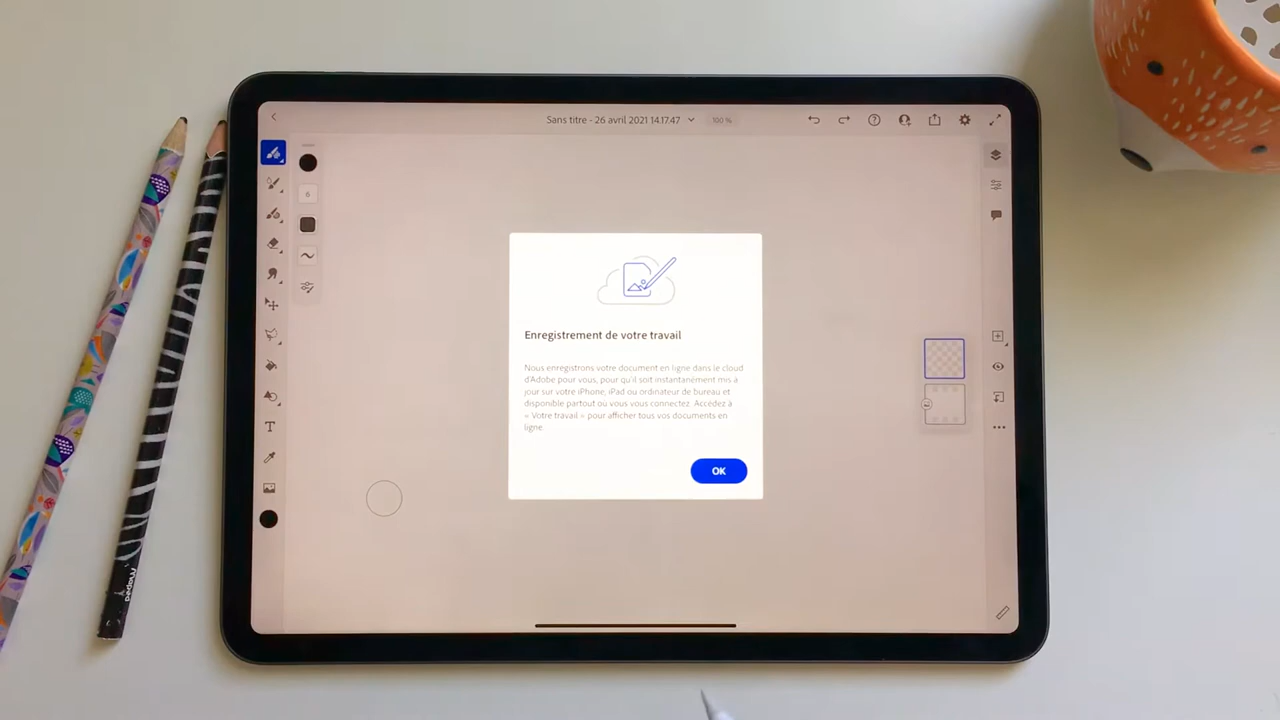 Sans titre - 26 avril 2021 14.17.47
100 %
6
Enregistrement de votre travail
Nous enregistrons votre document en ligne dans le cloud
d'Adobe pour vous, pour qu'il soit instantanément mis à
jour sur votre iPhone, iPad ou ordinateur de bureau et
disponible partout où vous vous connectez. Accédez à
« Votre travail » pour afficher tous vos documents en
ligne.
OK
T